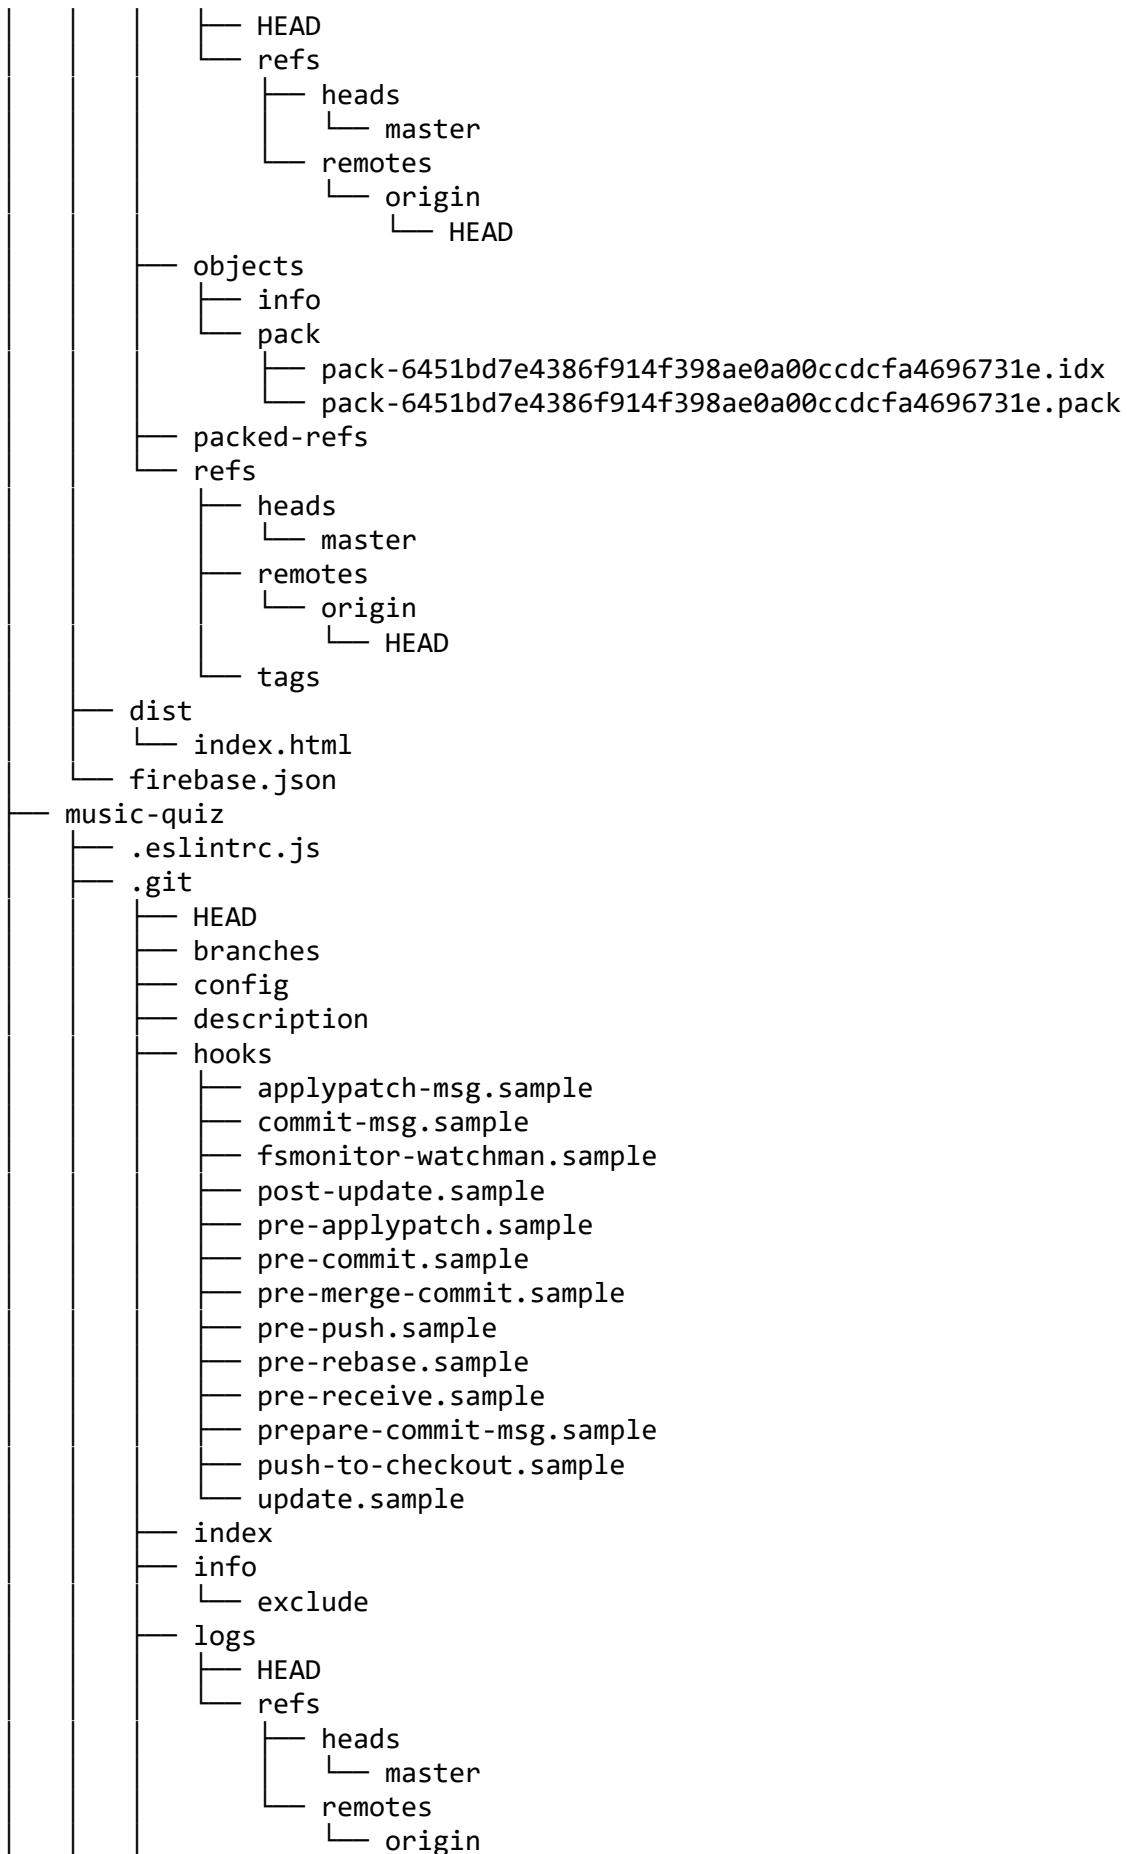 │   │   │   ├── HEAD
│   │   │   └── refs
│   │   │       ├── heads
│   │   │       │   └── master
│   │   │       └── remotes
│   │   │           └── origin
│   │   │               └── HEAD
│   │   ├── objects
│   │   │   ├── info
│   │   │   └── pack
│   │   │       ├── pack-6451bd7e4386f914f398ae0a00ccdcfa4696731e.idx
│   │   │       └── pack-6451bd7e4386f914f398ae0a00ccdcfa4696731e.pack
│   │   ├── packed-refs
│   │   └── refs
│   │       ├── heads
│   │       │   └── master
│   │       ├── remotes
│   │       │   └── origin
│   │       │       └── HEAD
│   │       └── tags
│   ├── dist
│   │   └── index.html
│   └── firebase.json
├── music-quiz
│   ├── .eslintrc.js
│   ├── .git
│   │   ├── HEAD
│   │   ├── branches
│   │   ├── config
│   │   ├── description
│   │   ├── hooks
│   │   │   ├── applypatch-msg.sample
│   │   │   ├── commit-msg.sample
│   │   │   ├── fsmonitor-watchman.sample
│   │   │   ├── post-update.sample
│   │   │   ├── pre-applypatch.sample
│   │   │   ├── pre-commit.sample
│   │   │   ├── pre-merge-commit.sample
│   │   │   ├── pre-push.sample
│   │   │   ├── pre-rebase.sample
│   │   │   ├── pre-receive.sample
│   │   │   ├── prepare-commit-msg.sample
│   │   │   ├── push-to-checkout.sample
│   │   │   └── update.sample
│   │   ├── index
│   │   ├── info
│   │   │   └── exclude
│   │   ├── logs
│   │   │   ├── HEAD
│   │   │   └── refs
│   │   │       ├── heads
│   │   │       │   └── master
│   │   │       └── remotes
│   │   │           └── origin